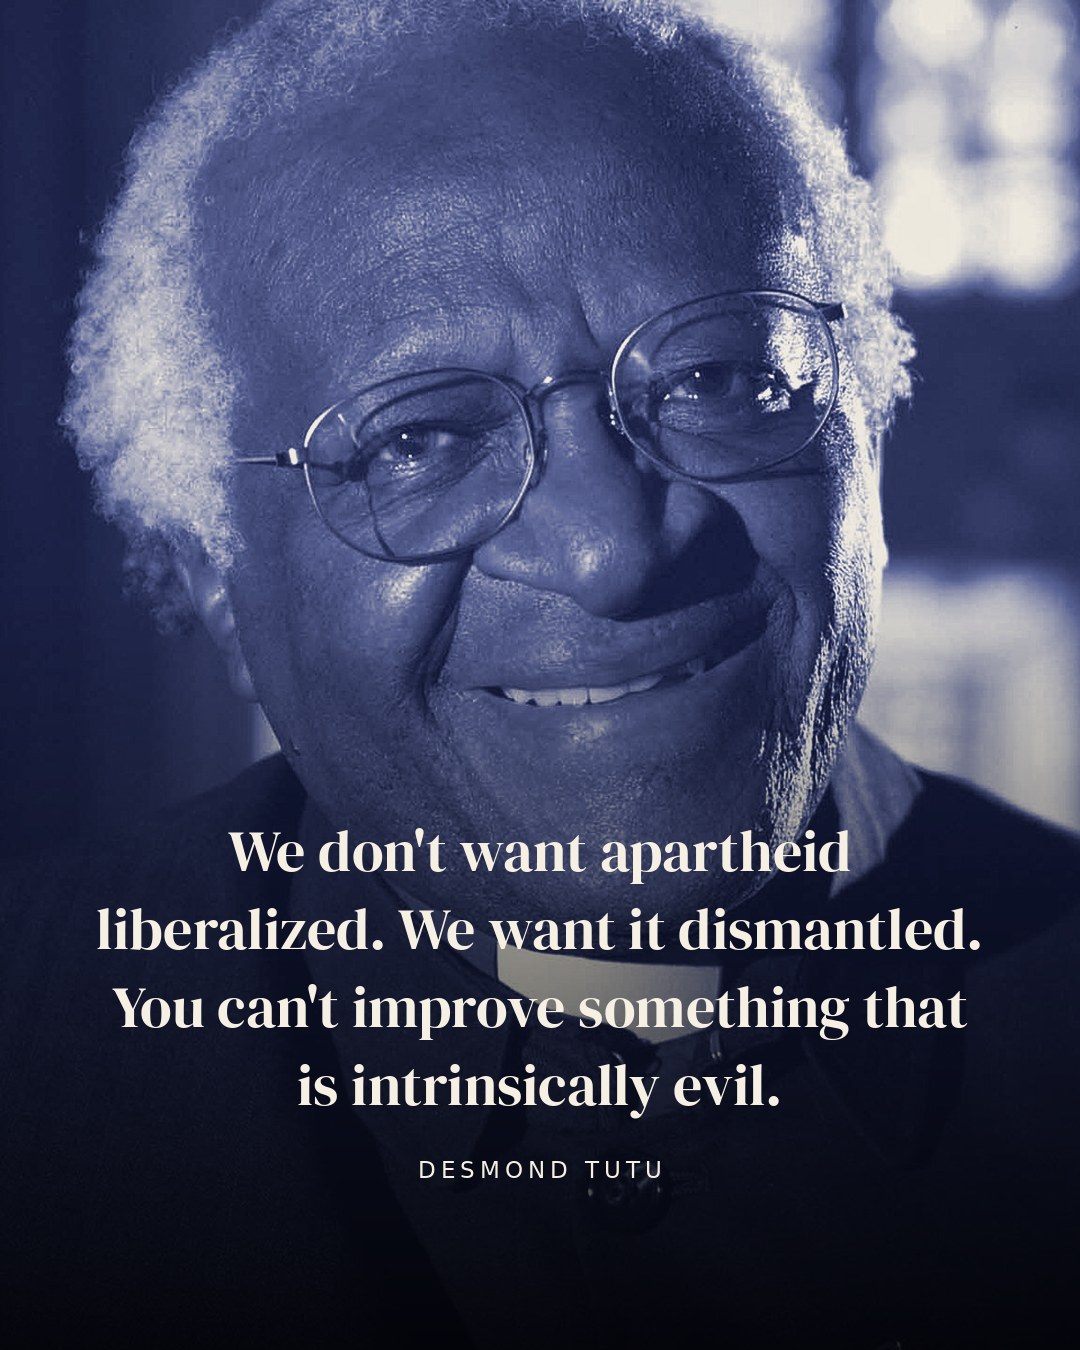 We don't want apartheid
liberalized. We want it dismantled.
You can't improve something that
is intrinsically evil.
DESMOND TUTU